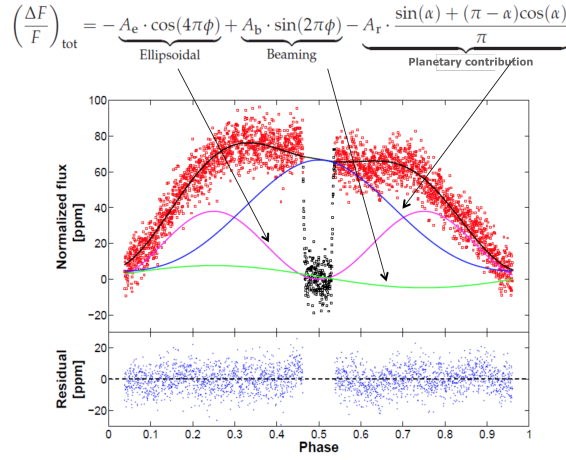 (ΔF/F)tot = − Ae · cos(4πϕ) + Ab · sin(2πϕ) − Ar · sin(α) + (π − α)cos(α) / π
Ellipsoidal Beaming Planetary contribution
100
80
60
40
20
0
−20
Normalized flux
[ppm]
20
0
−20
Residual
[ppm]
0 0.1 0.2 0.3 0.4 0.5 0.6 0.7 0.8 0.9 1
Phase